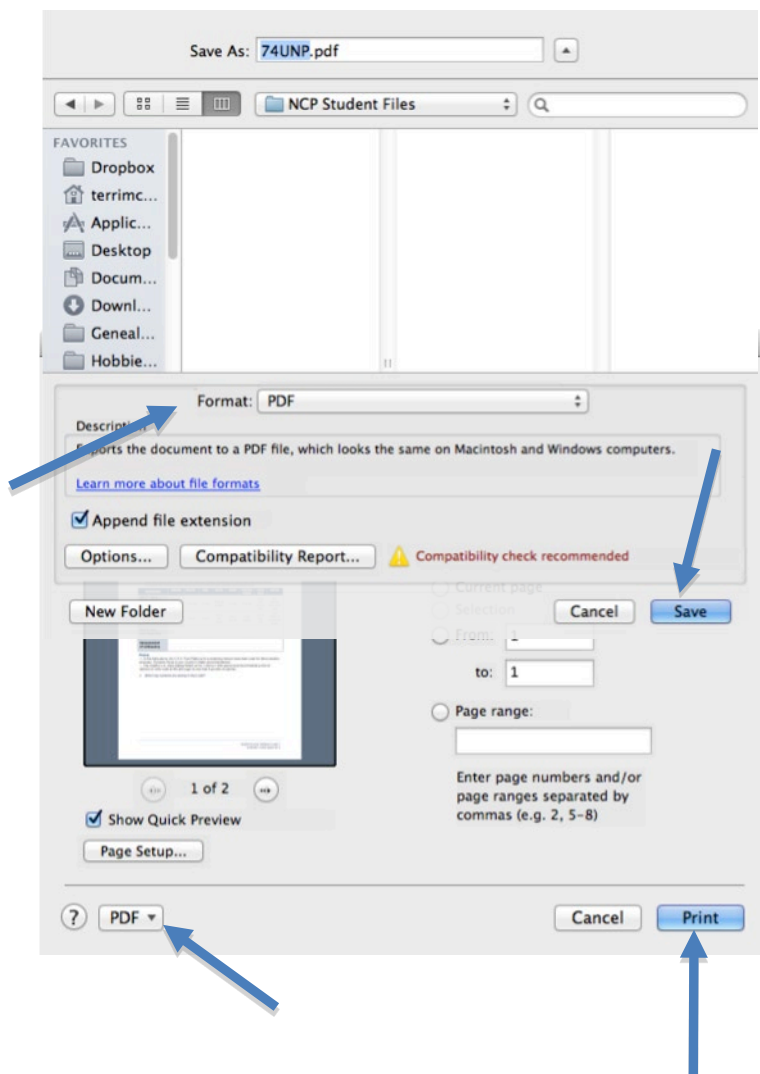 Save As: 74UNP.pdf
NCP Student Files
FAVORITES
Dropbox
terrimc...
Applic...
Desktop
Docum...
Downl...
Geneal...
Hobbie...
Format: PDF
Description
Exports the document to a PDF file, which looks the same on Macintosh and Windows computers.
Learn more about file formats
Append file extension
Options... Compatibility Report... Compatibility check recommended
Current page
New Folder Selection Cancel Save
From: 1
to: 1
Page range:
1 of 2
Enter page numbers and/or
page ranges separated by
commas (e.g. 2, 5-8)
Show Quick Preview
Page Setup...
? PDF Cancel Print